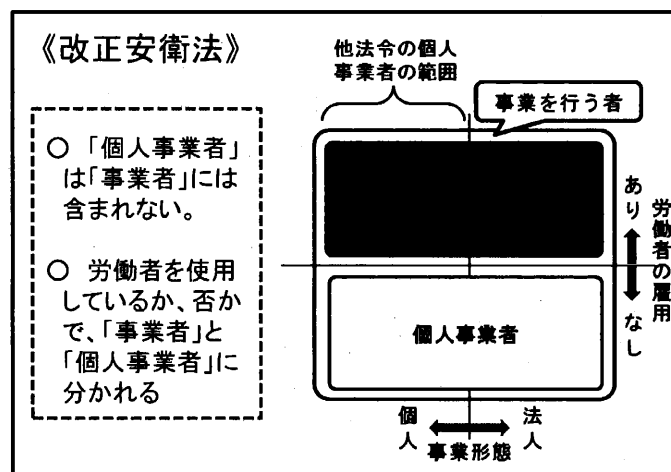 《改正安衛法》
○ 「個人事業者」
は「事業者」には
含まれない。
○ 労働者を使用
しているか、否か
で、「事業者」と
「個人事業者」に
分かれる
他法令の個人
事業者の範囲
事業を行う者
個人事業者
あり
なし
労働者の雇用
個人
法人
事業形態